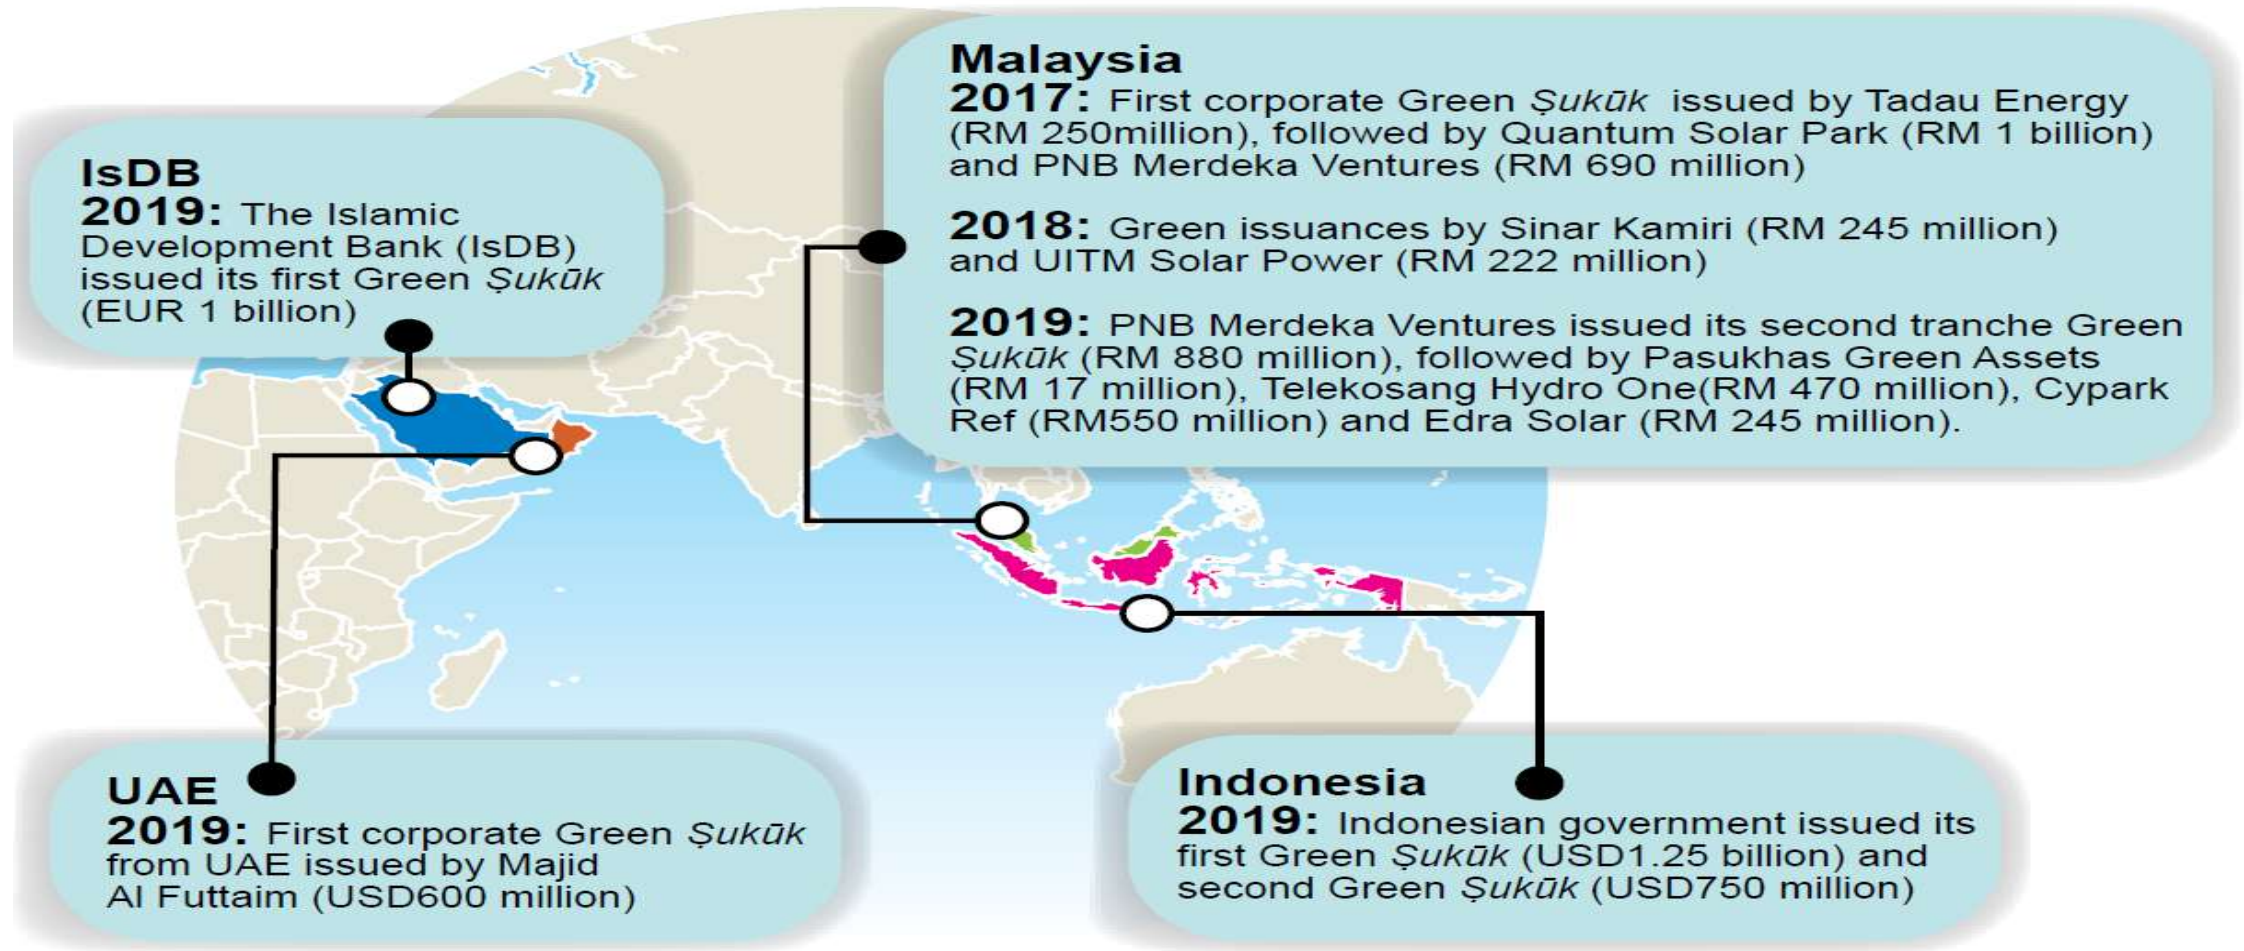 IsDB
2019: The Islamic
Development Bank (IsDB)
issued its first Green Ṣukūk
(EUR 1 billion)
Malaysia
2017: First corporate Green Ṣukūk issued by Tadau Energy
(RM 250million), followed by Quantum Solar Park (RM 1 billion)
and PNB Merdeka Ventures (RM 690 million)
2018: Green issuances by Sinar Kamiri (RM 245 million)
and UITM Solar Power (RM 222 million)
2019: PNB Merdeka Ventures issued its second tranche Green
Ṣukūk (RM 880 million), followed by Pasukhas Green Assets
(RM 17 million), Telekosang Hydro One(RM 470 million), Cypark
Ref (RM550 million) and Edra Solar (RM 245 million).
UAE
2019: First corporate Green Ṣukūk
from UAE issued by Majid
Al Futtaim (USD600 million)
Indonesia
2019: Indonesian government issued its
first Green Ṣukūk (USD1.25 billion) and
second Green Ṣukūk (USD750 million)